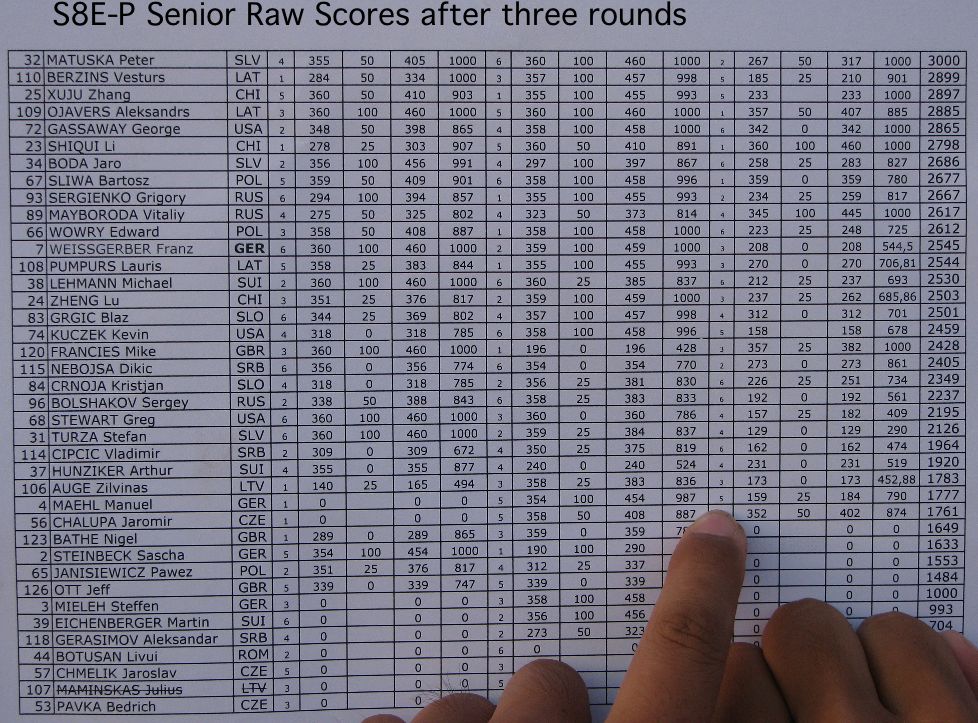 S8E-P Senior Raw Scores after three rounds
32 MATUSKA Peter SLV 4 355 50 405 1000 6 360 100 460 1000 2 267 50 317 1000 3000
110 BERZINS Vesturs LAT 1 284 50 334 1000 3 357 100 457 998 5 185 25 210 901 2899
25 XUJU Zhang CHI 5 360 50 410 903 1 355 100 455 993 5 233 233 1000 2897
109 OJAVERS Aleksandrs LAT 3 360 100 460 1000 5 360 100 460 1000 1 357 50 407 885 2885
72 GASSAWAY George USA 2 348 50 398 865 4 358 100 458 1000 6 342 0 342 1000 2865
23 SHIQUI Li CHI 1 278 25 303 907 5 360 50 410 891 1 360 100 460 1000 2798
34 BODA Jaro SLV 2 356 100 456 991 4 297 100 397 867 6 258 25 283 827 2686
67 SLIWA Bartosz POL 5 359 50 409 901 6 358 100 458 996 1 359 0 359 780 2677
93 SERGIENKO Grigory RUS 6 294 100 394 857 1 355 100 455 993 2 234 25 259 817 2667
89 MAYBORODA Vitaliy RUS 4 275 50 325 802 4 323 50 373 814 4 345 100 445 1000 2617
66 WOWRY Edward POL 3 358 50 408 887 1 358 100 458 1000 6 223 25 248 725 2612
7 WEISSGERBER Franz GER 6 360 100 460 1000 2 359 100 459 1000 3 208 0 208 544,5 2545
108 PUMPURS Lauris LAT 5 358 25 383 844 1 355 100 455 993 3 270 0 270 706,81 2544
38 LEHMANN Michael SUI 2 360 100 460 1000 6 360 25 385 837 6 212 25 237 693 2530
24 ZHENG Lu CHI 3 351 25 376 817 2 359 100 459 1000 3 237 25 262 685,86 2503
83 GRGIC Blaz SLO 6 344 25 369 802 4 357 100 457 998 4 312 0 312 701 2501
74 KUCZEK Kevin USA 4 318 0 318 785 6 358 100 458 996 5 158 158 678 2459
120 FRANCIES Mike GBR 3 360 100 460 1000 1 196 0 196 428 3 357 25 382 1000 2428
115 NEBOJSA Dikic SRB 6 356 0 356 774 6 354 0 354 770 2 273 0 273 861 2405
84 CRNOJA Kristjan SLO 4 318 0 318 785 2 356 25 381 830 6 226 25 251 734 2349
96 BOLSHAKOV Sergey RUS 2 338 50 388 843 6 358 25 383 833 6 192 0 192 561 2237
68 STEWART Greg USA 6 360 100 460 1000 3 360 0 360 786 4 157 25 182 409 2195
31 TURZA Stefan SLV 6 360 100 460 1000 2 359 25 384 837 4 129 0 129 290 2126
114 CIPCIC Vladimir SRB 2 309 0 309 672 4 350 25 375 819 6 162 0 162 474 1964
37 HUNZIKER Arthur SUI 4 355 0 355 877 4 240 0 240 524 4 231 0 231 519 1920
106 AUGE Zilvinas LTV 1 140 25 165 494 3 358 25 383 836 3 173 0 173 452,88 1783
4 MAEHL Manuel GER 1 0 0 0 5 354 100 454 987 5 159 25 184 790 1777
56 CHALUPA Jaromir CZE 1 0 0 0 5 358 50 408 887 352 50 402 874 1761
123 BATHE Nigel GBR 1 289 0 289 865 3 359 0 359 0 0 0 1649
2 STEINBECK Sascha GER 5 354 100 454 1000 1 190 100 290 0 0 1633
65 JANISIEWICZ Pawez POL 2 351 25 376 817 4 312 25 337 0 0 0 1553
126 OTT Jeff GBR 5 339 0 339 747 5 339 0 339 0 0 0 1484
3 MIELEH Steffen GER 3 0 0 0 3 358 100 458 0 0 0 1000
39 EICHENBERGER Martin SUI 6 0 0 0 2 356 100 456 0 993
118 GERASIMOV Aleksandar SRB 4 0 0 0 2 273 50 323 0 704
44 BOTUSAN Livui ROM 2 0 0 0 6 0 0
57 CHMELIK Jaroslav CZE 5 0 0 0 3
107 MAMINSKAS Julius LTV 3 0 0 0 5
53 PAVKA Bedrich CZE 3 0 0